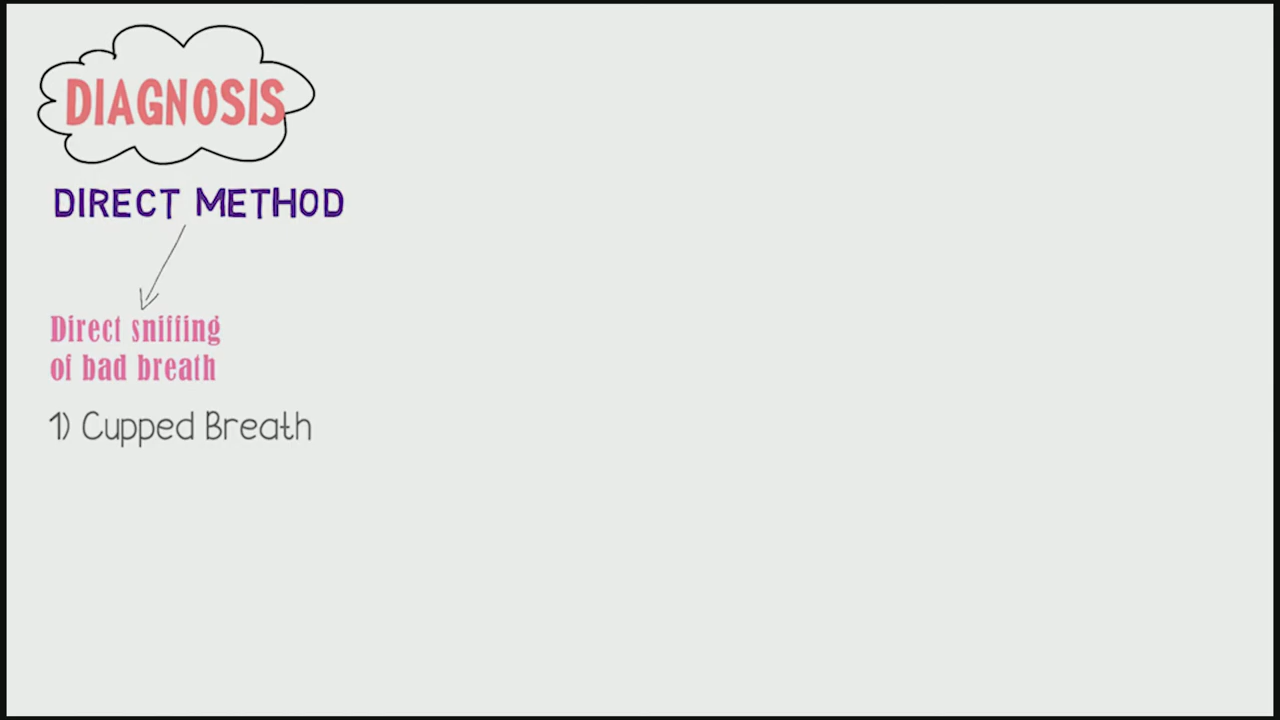 DIAGNOSIS
DIRECT METHOD
Direct sniffing
of bad breath
1) Cupped Breath